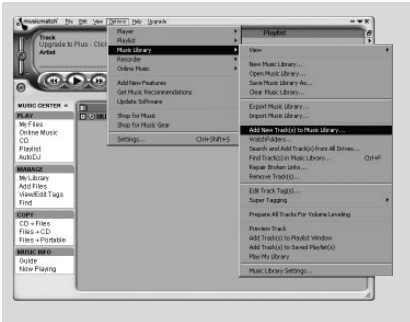 musicmatch File Edit View Options Help Upgrade
Track
Upgrade to Plus - Clic
Artist
Playlist
Player
Playlist
Music Library
Recorder
Online Music
Add New Features
Get Music Recommendations
Update Software
Shop for Music
Shop for Music Gear
Settings... Ctrl+Shift+S
View
New Music Library...
Open Music Library...
Save Music Library As...
Clear Music Library...
Export Music Library...
Import Music Library...
Add New Track(s) to Music Library...
WatchFolders...
Search and Add Track(s) from All Drives...
Find Track(s) in Music Library... Ctrl+F
Repair Broken Links...
Remove Track(s)...
Edit Track Tag(s)...
Super Tagging
Prepare All Tracks For Volume Leveling
Preview Track
Add Track(s) to Playlist Window
Add Track(s) to Saved Playlist(s)
Play My Library
Music Library Settings...
MUSIC CENTER «
PLAY
My Files
Online Music
CD
Playlist
AutoDJ
MANAGE
My Library
Add Files
View/Edit Tags
Find
COPY
CD » Files
Files » CD
Files » Portable
MUSIC INFO
Guide
Now Playing